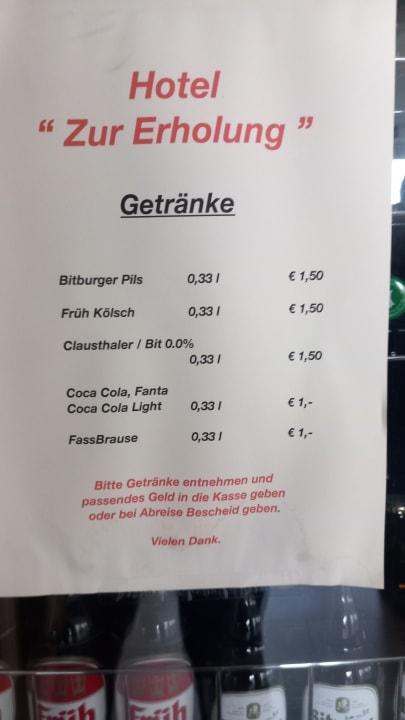 Hotel
“ Zur Erholung ”
Getränke
Bitburger Pils 0,33 l € 1,50
Früh Kölsch 0,33 l € 1,50
Clausthaler / Bit 0.0%
0,33 l € 1,50
Coca Cola, Fanta
Coca Cola Light 0,33 l € 1,-
FassBrause 0,33 l € 1,-
Bitte Getränke entnehmen und
passendes Geld in die Kasse geben
oder bei Abreise Bescheid geben.
Vielen Dank.
Früh Früh